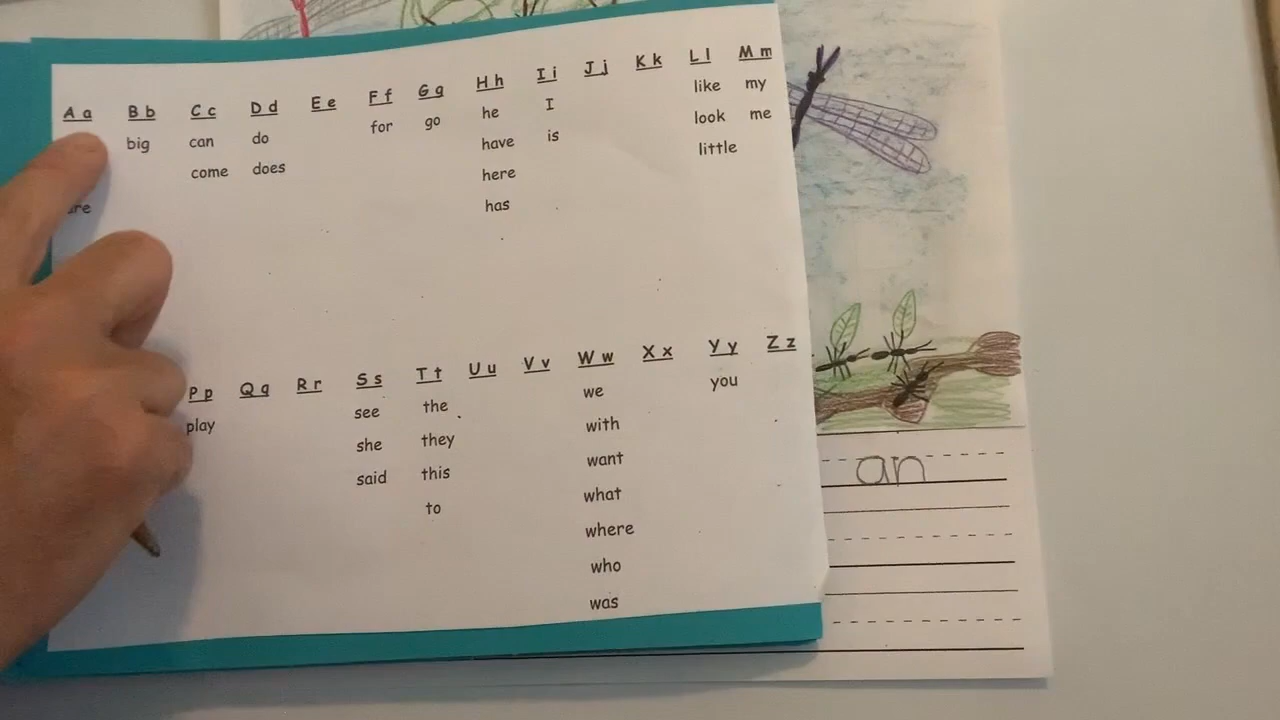 A a B b C c D d E e F f G g H h I i J j K k L l M m
big can do for go he I like my
come does have is look me
here little
has
P p Q q R r S s T t U u V v W w X x Y y Z z
play see the we you
she they with
said this want
to what
where
who
was
an